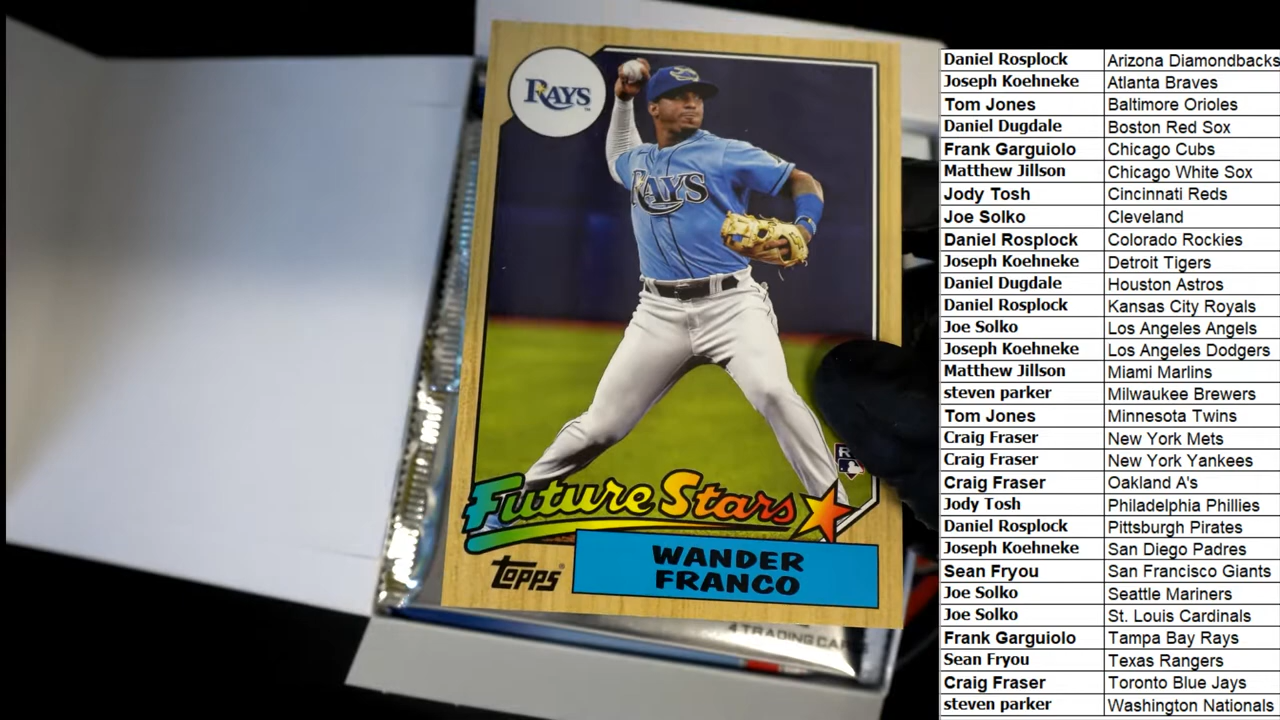 RAYS
RAYS
Future Stars
topps
WANDER
FRANCO
4 TRADING CARDS
Daniel Rosplock Arizona Diamondbacks
Joseph Koehneke Atlanta Braves
Tom Jones Baltimore Orioles
Daniel Dugdale Boston Red Sox
Frank Garguiolo Chicago Cubs
Matthew Jillson Chicago White Sox
Jody Tosh Cincinnati Reds
Joe Solko Cleveland
Daniel Rosplock Colorado Rockies
Joseph Koehneke Detroit Tigers
Daniel Dugdale Houston Astros
Daniel Rosplock Kansas City Royals
Joe Solko Los Angeles Angels
Joseph Koehneke Los Angeles Dodgers
Matthew Jillson Miami Marlins
steven parker Milwaukee Brewers
Tom Jones Minnesota Twins
Craig Fraser New York Mets
Craig Fraser New York Yankees
Craig Fraser Oakland A's
Jody Tosh Philadelphia Phillies
Daniel Rosplock Pittsburgh Pirates
Joseph Koehneke San Diego Padres
Sean Fryou San Francisco Giants
Joe Solko Seattle Mariners
Joe Solko St. Louis Cardinals
Frank Garguiolo Tampa Bay Rays
Sean Fryou Texas Rangers
Craig Fraser Toronto Blue Jays
steven parker Washington Nationals